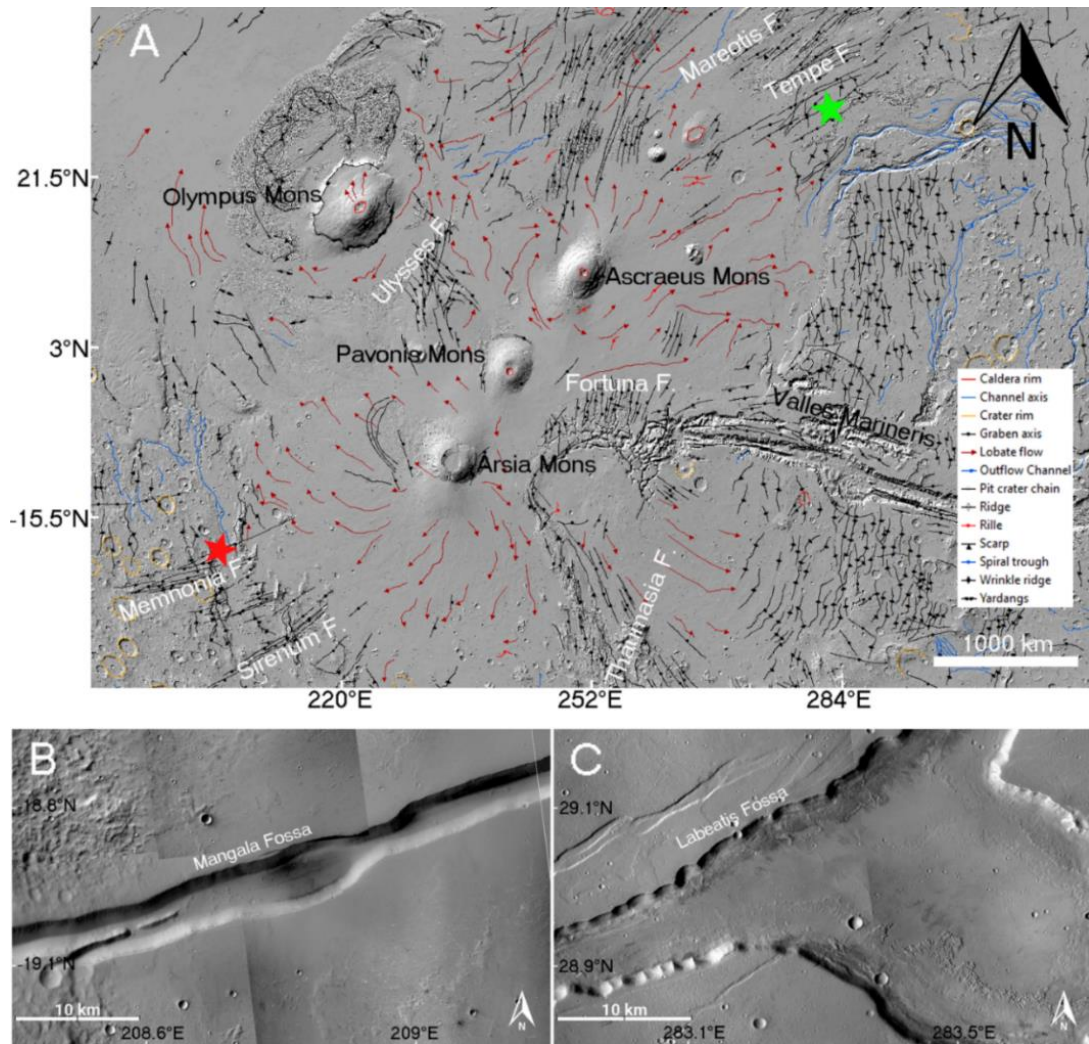 A
Mareotis F.
Tempe F.
N
21.5°N
Olympus Mons
Ulysses F.
Ascraeus Mons
3°N
Pavonis Mons
Fortuna F.
Valles Marineris
Arsia Mons
-15.5°N
Memnonia F.
Sirenum F.
Thaumasia F.
Caldera rim
Channel axis
Crater rim
Graben axis
Lobate flow
Outflow Channel
Pit crater chain
Ridge
Rille
Scarp
Spiral trough
Wrinkle ridge
Yardangs
1000 km
220°E
252°E
284°E
B
-18.8°N
Mangala Fossa
-19.1°N
10 km
208.6°E
209°E
N
C
29.1°N
Labeatis Fossa
28.9°N
10 km
283.1°E
283.5°E
N